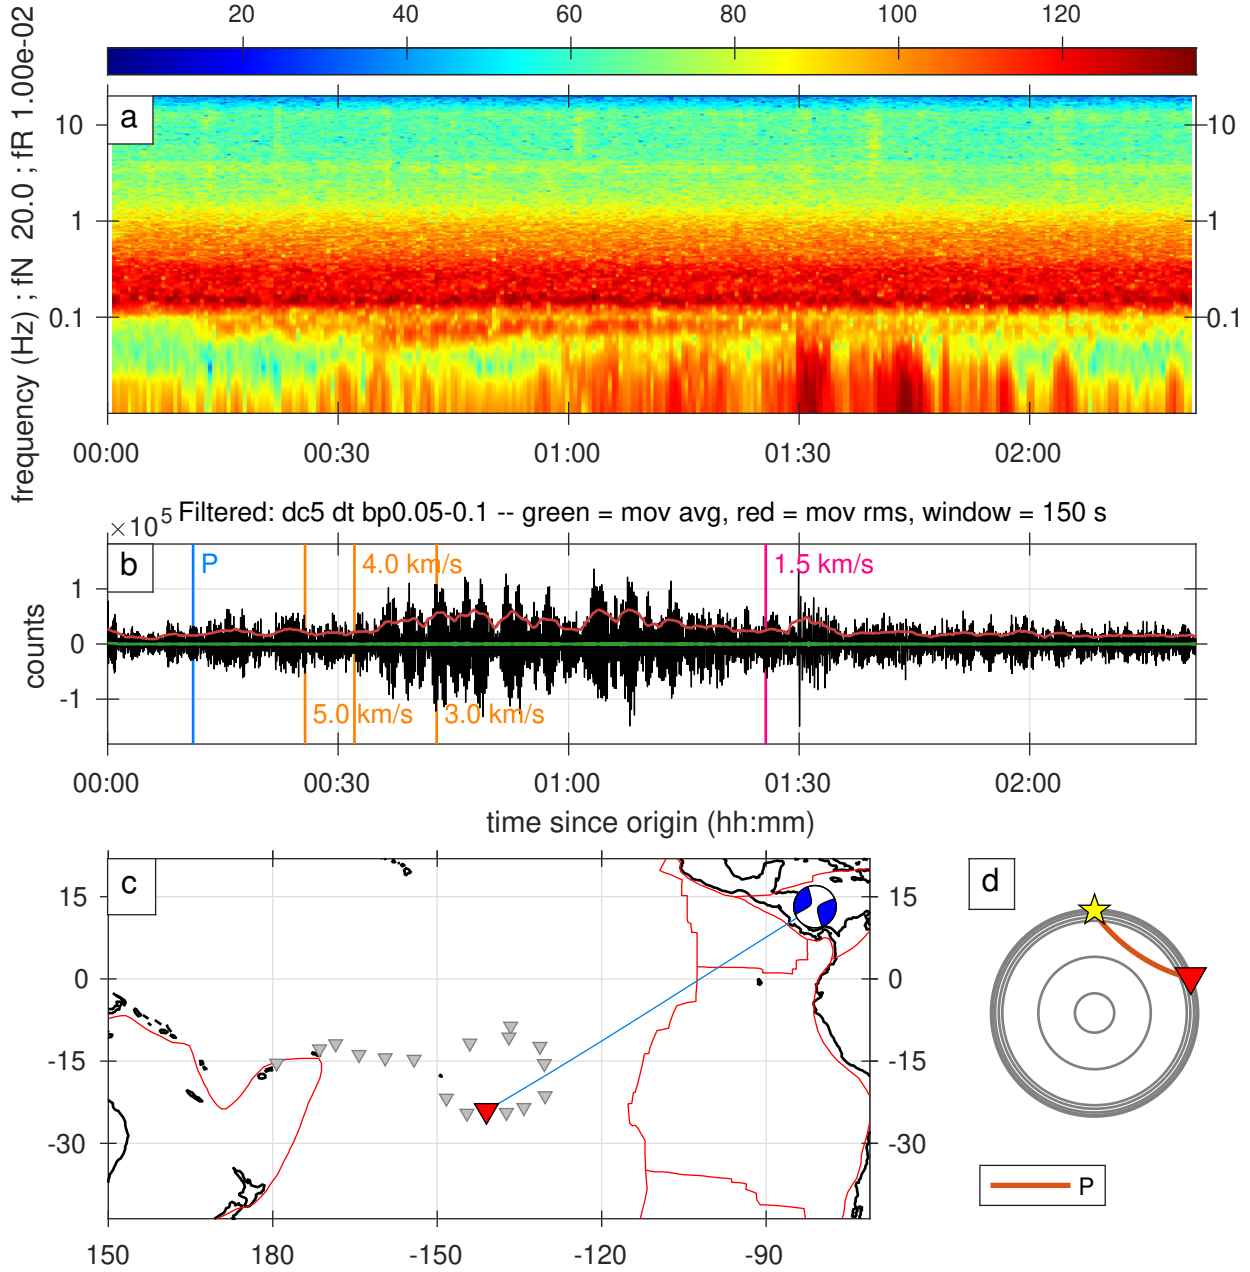 20 40 60 80 100 120
frequency (Hz) ; fN 20.0 ; fR 1.00e-02
a
10 10
1 1
0.1 0.1
00:00 00:30 01:00 01:30 02:00
×10^5 Filtered: dc5 dt bp0.05-0.1 -- green = mov avg, red = mov rms, window = 150 s
b P 4.0 km/s 1.5 km/s
counts
1
0
-1
5.0 km/s 3.0 km/s
00:00 00:30 01:00 01:30 02:00
time since origin (hh:mm)
c d
15 15
0 0
-15 -15
-30 -30
P
150 180 -150 -120 -90